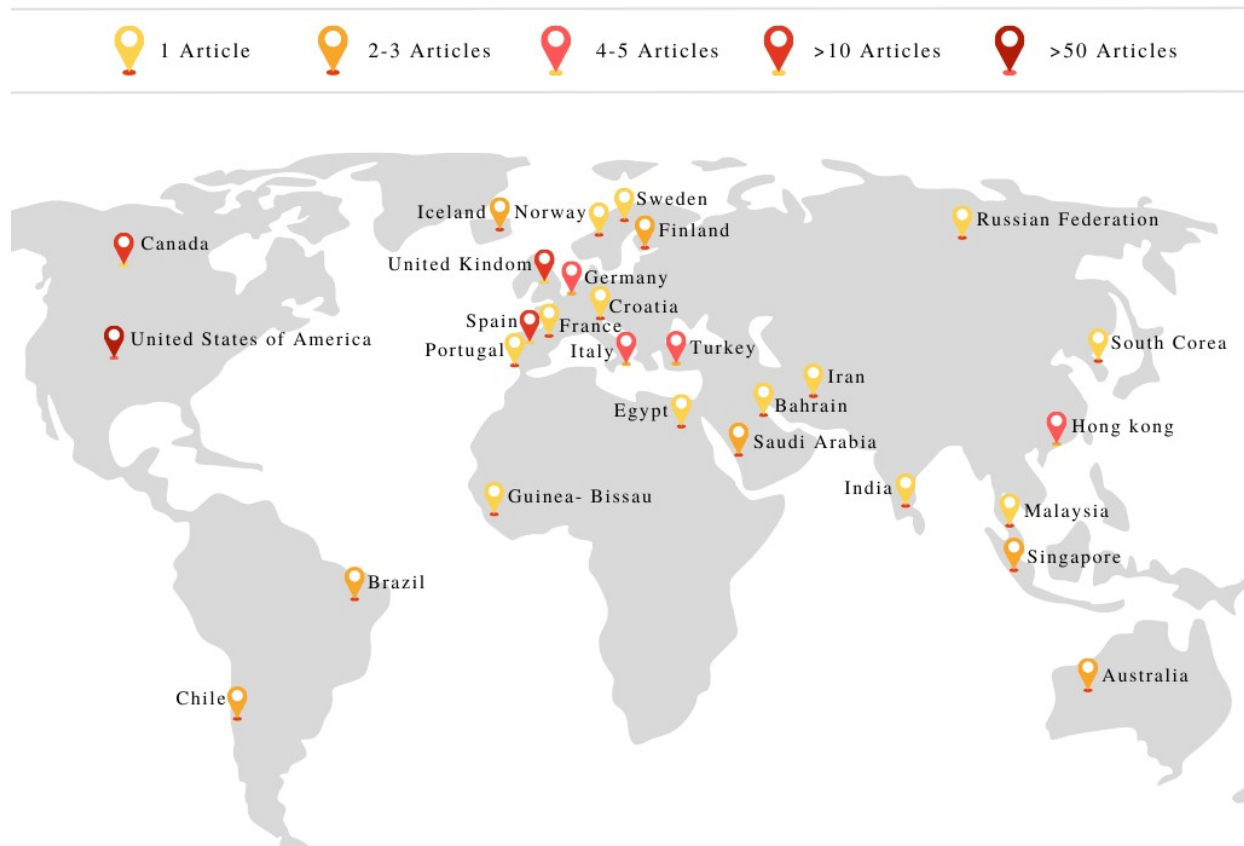 1 Article
2-3 Articles
4-5 Articles
>10 Articles
>50 Articles
Sweden
Iceland
Norway
Russian Federation
Finland
Canada
United Kindom
Germany
Croatia
Spain
France
United States of America
Portugal
Italy
Turkey
South Corea
Iran
Bahrain
Egypt
Saudi Arabia
Hong kong
India
Guinea- Bissau
Malaysia
Singapore
Brazil
Australia
Chile